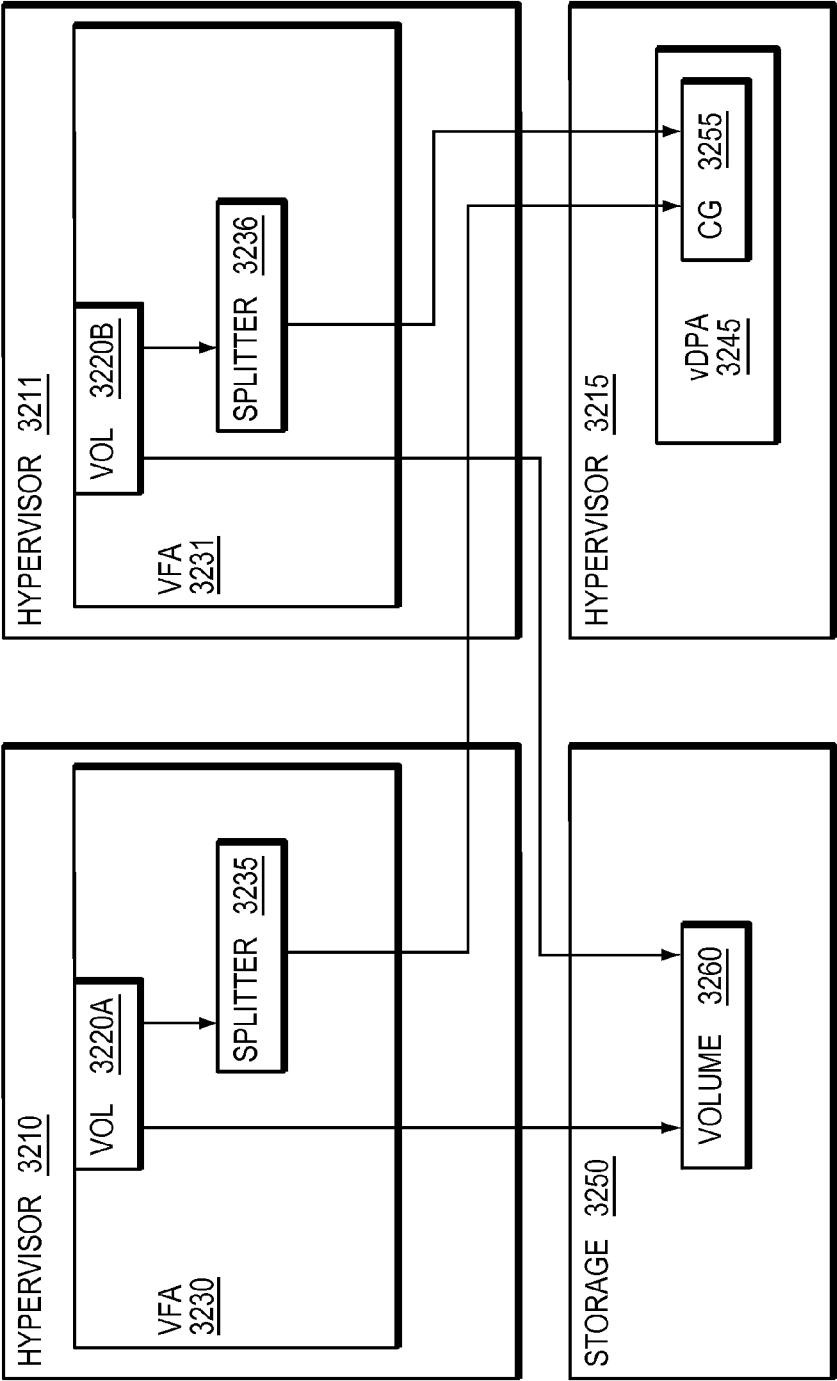 HYPERVISOR 3210
VOL 3220A
VFA
3230
SPLITTER 3235
HYPERVISOR 3211
VOL 3220B
VFA
3231
SPLITTER 3236
STORAGE 3250
VOLUME 3260
HYPERVISOR 3215
vDPA
3245
CG 3255